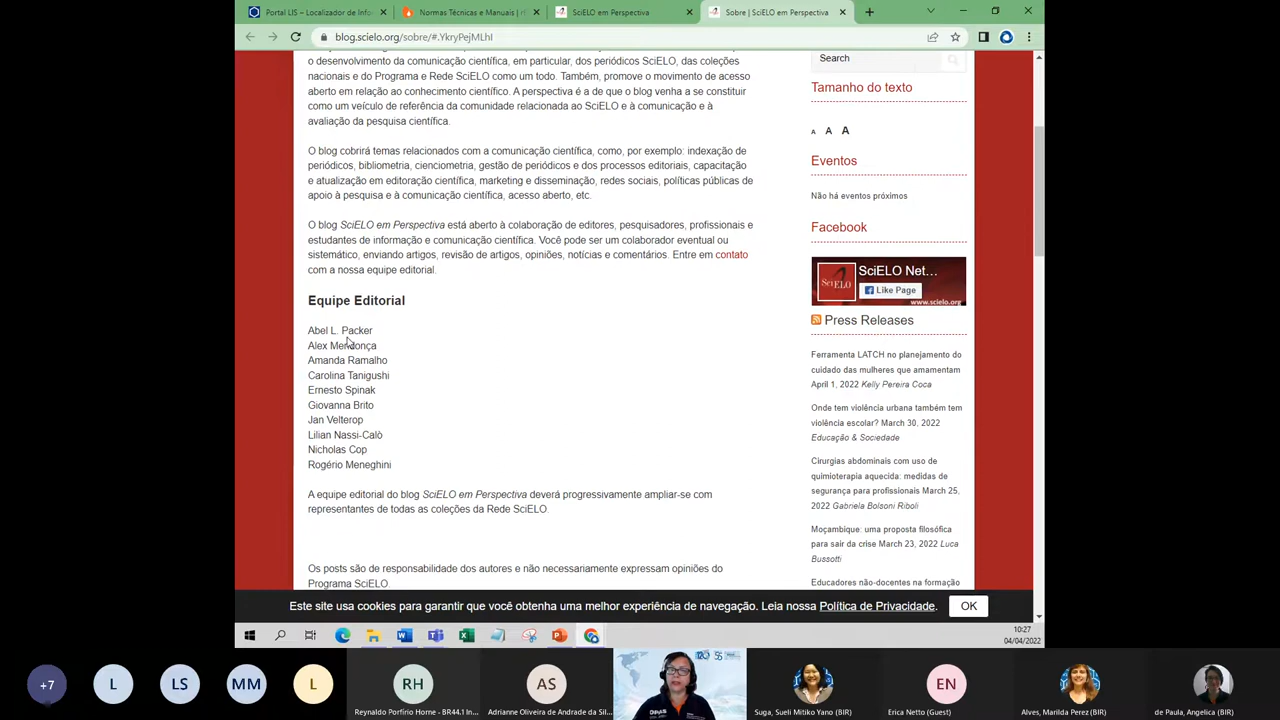 Portal LIS – Localizador de Infor
Normas Técnicas e Manuais | r
SciELO em Perspectiva
Sobre | SciELO em Perspectiva
blog.scielo.org/sobre/#.YkryPejMLhI
o desenvolvimento da comunicação científica, em particular, dos periódicos SciELO, das coleções
nacionais e do Programa e Rede SciELO como um todo. Também, promove o movimento de acesso
aberto em relação ao conhecimento científico. A perspectiva é a de que o blog venha a se constituir
como um veículo de referência da comunidade relacionada ao SciELO e à comunicação e à
avaliação da pesquisa científica.
O blog cobrirá temas relacionados com a comunicação científica, como, por exemplo: indexação de
periódicos, bibliometria, cienciometria, gestão de periódicos e dos processos editoriais, capacitação
e atualização em editoração científica, marketing e disseminação, redes sociais, políticas públicas de
apoio à pesquisa e à comunicação científica, acesso aberto, etc.
O blog SciELO em Perspectiva está aberto à colaboração de editores, pesquisadores, profissionais e
estudantes de informação e comunicação científica. Você pode ser um colaborador eventual ou
sistemático, enviando artigos, revisão de artigos, opiniões, notícias e comentários. Entre em contato
com a nossa equipe editorial.
Equipe Editorial
Abel L. Packer
Alex Mendonça
Amanda Ramalho
Carolina Tanigushi
Ernesto Spinak
Giovanna Brito
Jan Velterop
Lilian Nassi-Calò
Nicholas Cop
Rogério Meneghini
A equipe editorial do blog SciELO em Perspectiva deverá progressivamente ampliar-se com
representantes de todas as coleções da Rede SciELO.
Os posts são de responsabilidade dos autores e não necessariamente expressam opiniões do
Programa SciELO.
Search
Tamanho do texto
A A A
Eventos
Não há eventos próximos
Facebook
SciELO
SciELO Net...
Like Page
www.scielo.org
Press Releases
Ferramenta LATCH no planejamento do
cuidado das mulheres que amamentam
April 1, 2022 Kelly Pereira Coca
Onde tem violência urbana também tem
violência escolar? March 30, 2022
Educação & Sociedade
Cirurgias abdominais com uso de
quimioterapia aquecida: medidas de
segurança para profissionais March 25,
2022 Gabriela Bolsoni Riboli
Moçambique: uma proposta filosófica
para sair da crise March 23, 2022 Luca
Bussotti
Educadores não-docentes na formação
Este site usa cookies para garantir que você obtenha uma melhor experiência de navegação. Leia nossa Política de Privacidade.
OK
10:27
04/04/2022
+7
L
LS
MM
L
RH
AS
EN
Reynaldo Porfírio Horne - BR44.1 In...
Adrianne Oliveira de Andrade da Sil...
Suga, Sueli Mitiko Yano (BIR)
Erica Netto (Guest)
Alves, Marilda Perez (BIR)
de Paula, Angelica (BIR)